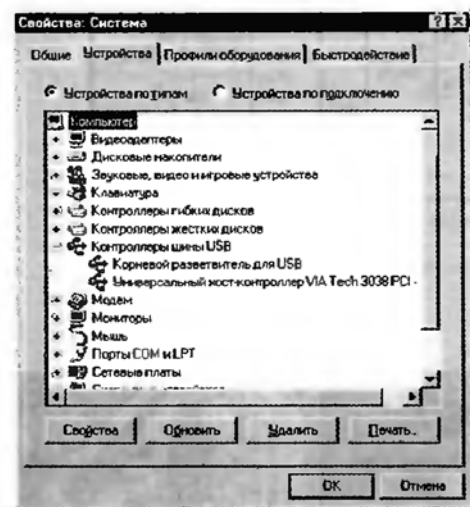 Свойства: Система
Общие Устройства Профили оборудования Быстродействие
Устройства по типам Устройства по подключению
Компьютер
Видеоадаптеры
Дисковые накопители
Звуковые, видео и игровые устройства
Клавиатура
Контроллеры гибких дисков
Контроллеры жестких дисков
Контроллеры шины USB
Корневой разветвитель для USB
Универсальный хост-контроллер VIA Tech 3038 PCI -
Модем
Мониторы
Мышь
Порты COM и LPT
Сетевые платы
Свойства Обновить Удалить Печать...
OK Отмена